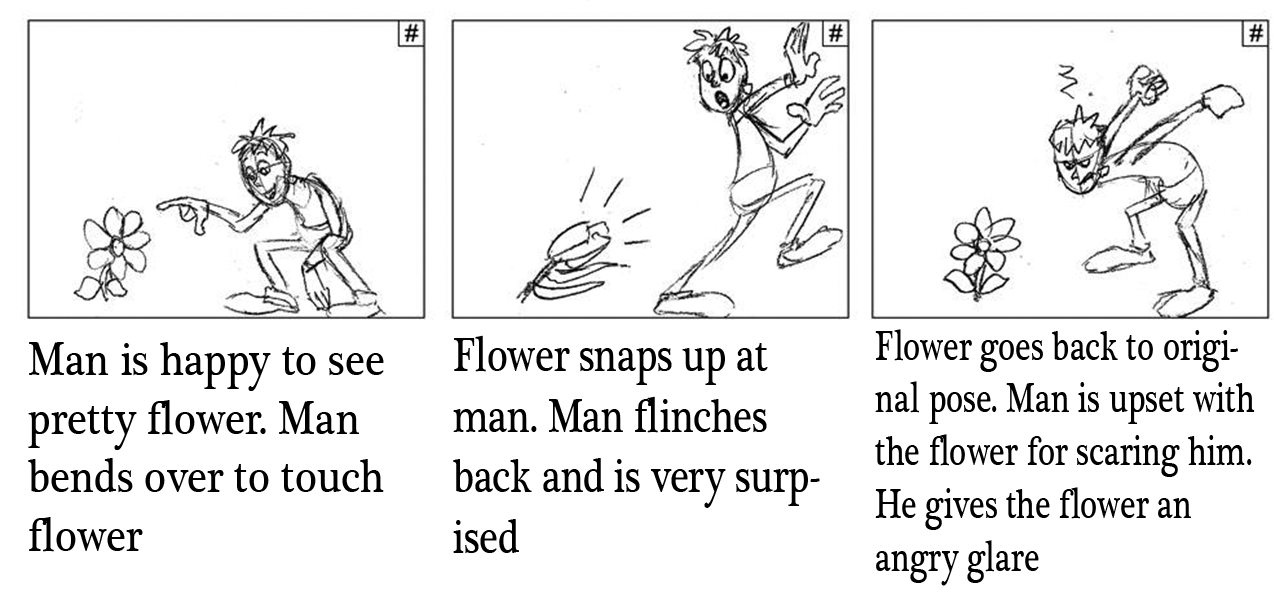 #
#
#
Man is happy to see
pretty flower. Man
bends over to touch
flower
Flower snaps up at
man. Man flinches
back and is very surp-
ised
Flower goes back to origi-
nal pose. Man is upset with
the flower for scaring him.
He gives the flower an
angry glare